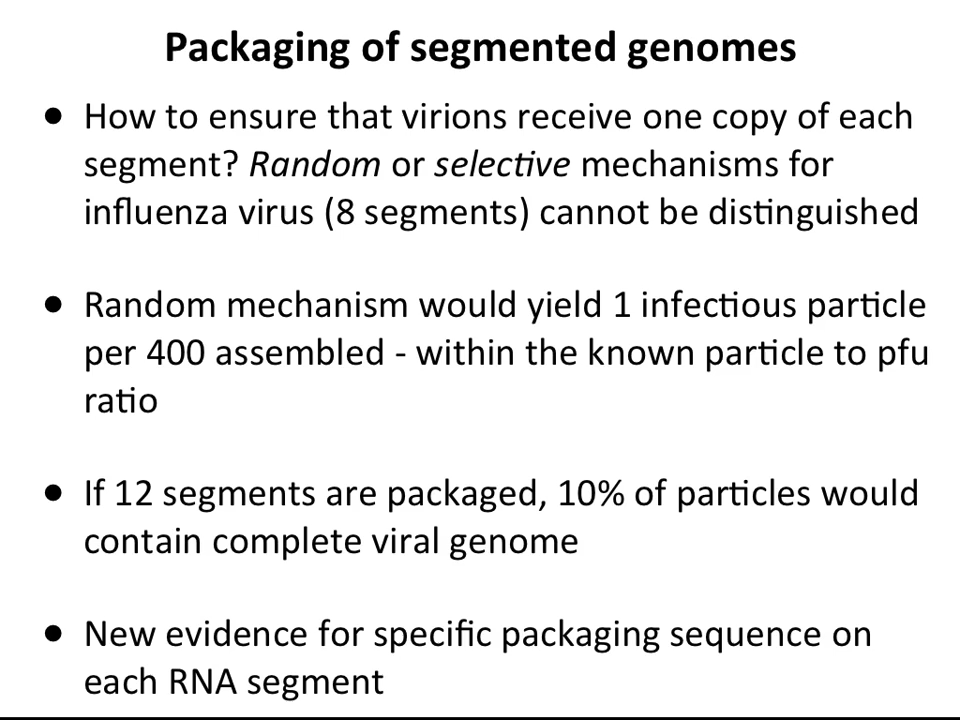 Packaging of segmented genomes
● How to ensure that virions receive one copy of each
segment? Random or selective mechanisms for
influenza virus (8 segments) cannot be distinguished
● Random mechanism would yield 1 infectious particle
per 400 assembled - within the known particle to pfu
ratio
● If 12 segments are packaged, 10% of particles would
contain complete viral genome
● New evidence for specific packaging sequence on
each RNA segment